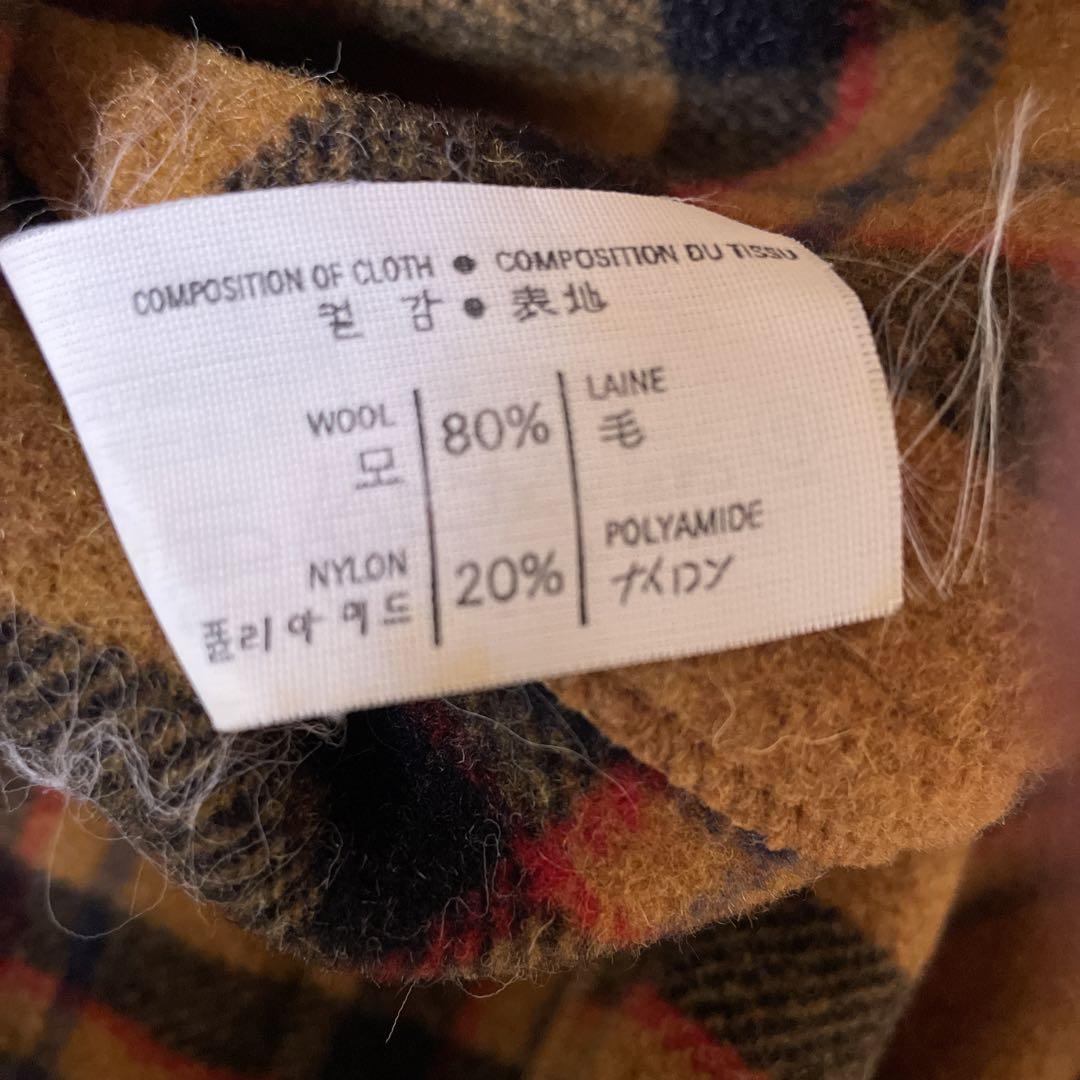 COMPOSITION OF CLOTH ● COMPOSITION DU TISSU
겉 감 ● 表地
WOOL 80% LAINE
모 毛
NYLON 20% POLYAMIDE
폴리아미드 ナイロン